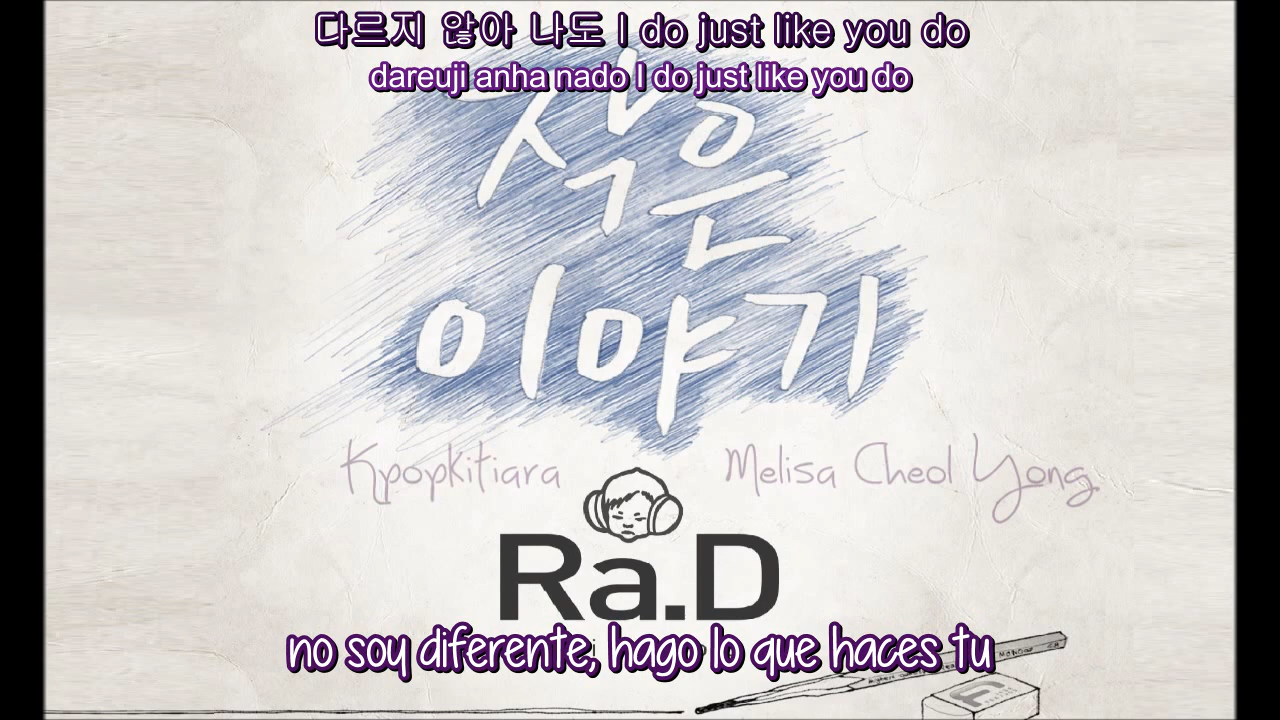 다르지 않아 나도 I do just like you do
dareuji anha nado I do just like you do
작은
이야기
Kpopkitiara Melisa Cheol Yong
Ra.D
no soy diferente, hago lo que haces tu